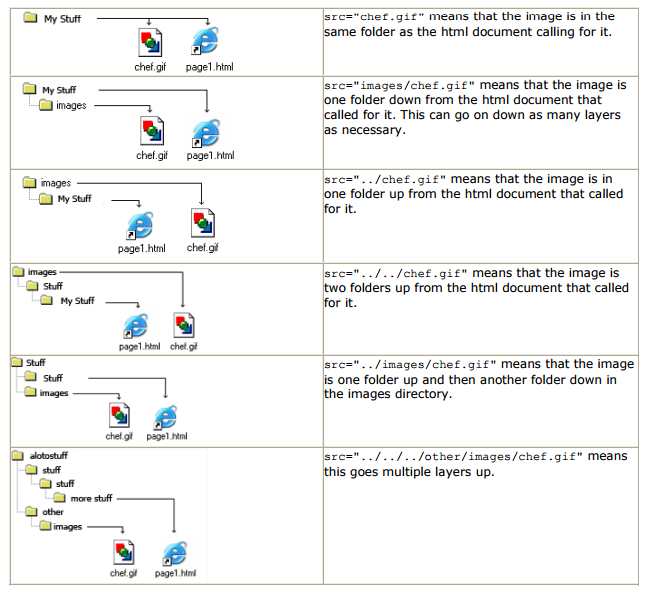 My Stuff
chef.gif page1.html
src="chef.gif" means that the image is in the
same folder as the html document calling for it.
My Stuff
images
chef.gif page1.html
src="images/chef.gif" means that the image is
one folder down from the html document that
called for it. This can go on down as many layers
as necessary.
images
My Stuff
page1.html chef.gif
src="../chef.gif" means that the image is in
one folder up from the html document that called
for it.
images
Stuff
My Stuff
page1.html chef.gif
src="../../chef.gif" means that the image is
two folders up from the html document that called
for it.
Stuff
Stuff
images
chef.gif page1.html
src="../images/chef.gif" means that the image
is one folder up and then another folder down in
the images directory.
alotostuff
stuff
stuff
more stuff
other
images
chef.gif page1.html
src="../../../other/images/chef.gif" means
this goes multiple layers up.